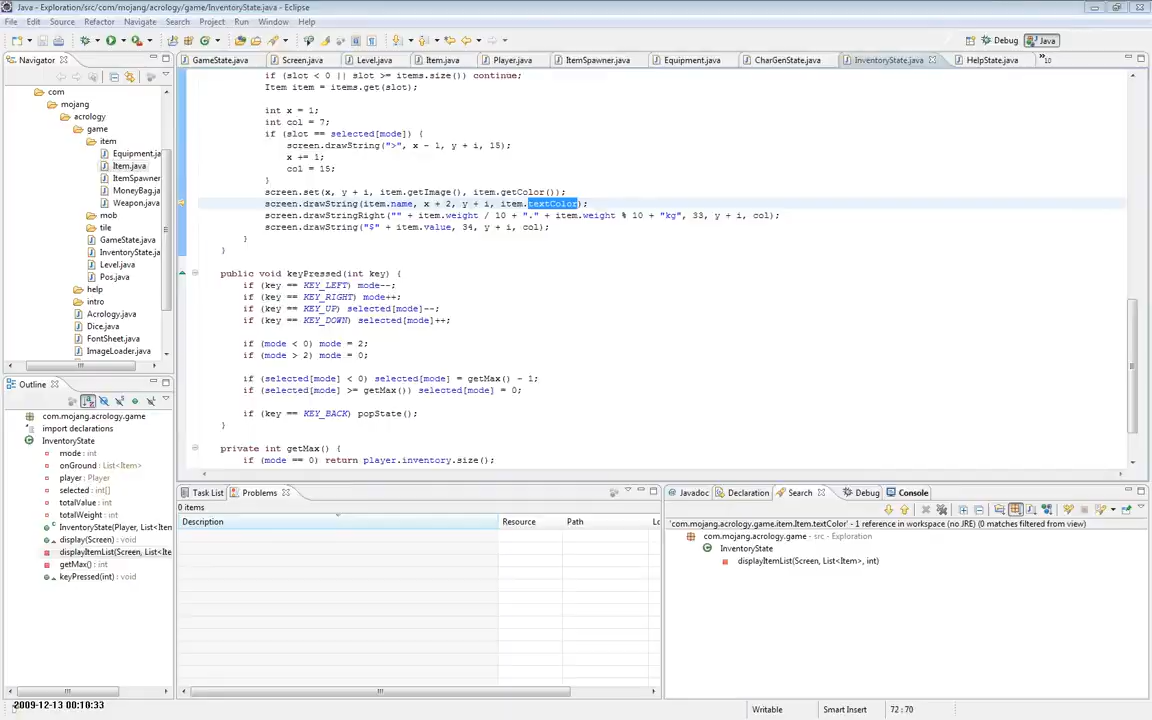 Java - Exploration/src/com/mojang/acrology/game/InventoryState.java - Eclipse
File Edit Source Refactor Navigate Search Project Run Window Help
Debug Java
Navigator
GameState.java Screen.java Level.java Item.java Player.java ItemSpawner.java Equipment.java CharGenState.java InventoryState.java HelpState.java »10
com
mojang
acrology
game
item
Equipment.ja
Item.java
ItemSpawner
MoneyBag.ja
Weapon.java
mob
tile
GameState.java
InventoryState.ja
Level.java
Pos.java
help
intro
Acrology.java
Dice.java
FontSheet.java
ImageLoader.java
if (slot < 0 || slot >= items.size()) continue;
Item item = items.get(slot);
int x = 1;
int col = 7;
if (slot == selected[mode]) {
screen.drawString(">", x - 1, y + i, 15);
x += 1;
col = 15;
}
screen.set(x, y + i, item.getImage(), item.getColor());
screen.drawString(item.name, x + 2, y + i, item.textColor);
screen.drawStringRight("" + item.weight / 10 + "." + item.weight % 10 + "kg", 33, y + i, col);
screen.drawString("$" + item.value, 34, y + i, col);
}
}
public void keyPressed(int key) {
if (key == KEY_LEFT) mode--;
if (key == KEY_RIGHT) mode++;
if (key == KEY_UP) selected[mode]--;
if (key == KEY_DOWN) selected[mode]++;
if (mode < 0) mode = 2;
if (mode > 2) mode = 0;
if (selected[mode] < 0) selected[mode] = getMax() - 1;
if (selected[mode] >= getMax()) selected[mode] = 0;
if (key == KEY_BACK) popState();
}
private int getMax() {
if (mode == 0) return player.inventory.size();
Outline
com.mojang.acrology.game
import declarations
InventoryState
mode : int
onGround : List<Item>
player : Player
selected : int[]
totalValue : int
totalWeight : int
InventoryState(Player, List<Item
display(Screen) : void
displayItemList(Screen, List<Ite
getMax() : int
keyPressed(int) : void
Task List Problems
0 items
Description Resource Path Lo
Javadoc Declaration Search Debug Console
'com.mojang.acrology.game.item.Item.textColor' - 1 reference in workspace (no JRE) (0 matches filtered from view)
com.mojang.acrology.game - src - Exploration
InventoryState
displayItemList(Screen, List<Item>, int)
2009-12-13 00:10:33
Writable Smart Insert 72 : 70